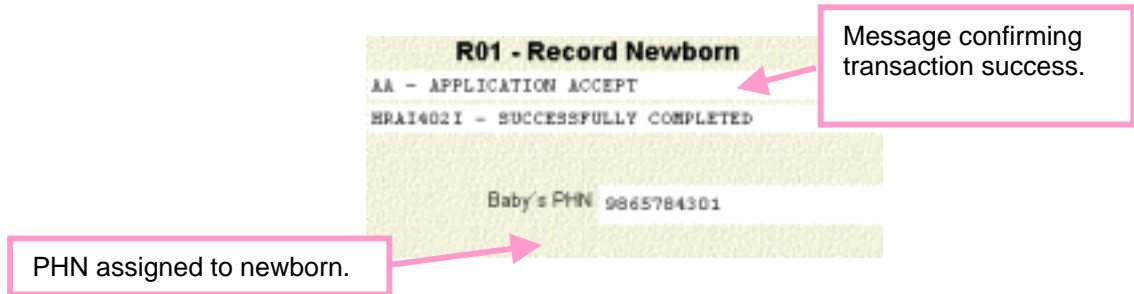 R01 - Record Newborn
Message confirming
transaction success.
AA - APPLICATION ACCEPT
HRAI402I - SUCCESSFULLY COMPLETED
Baby's PHN 9865784301
PHN assigned to newborn.